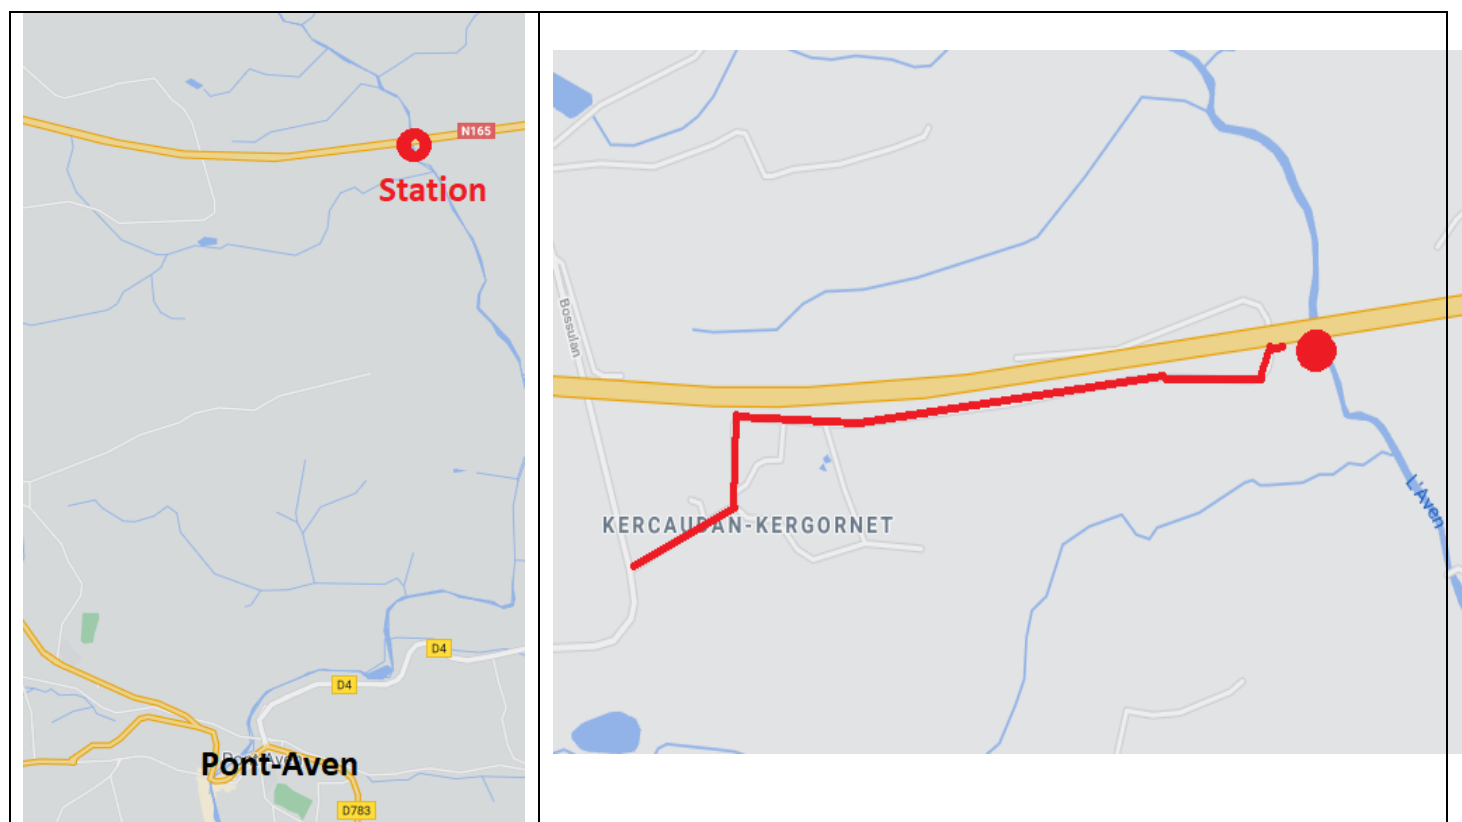 N165
Station
D4
D4
Pont-Aven
D783
Bossulan
KERCAUDAN-KERGORNET
L'Aven